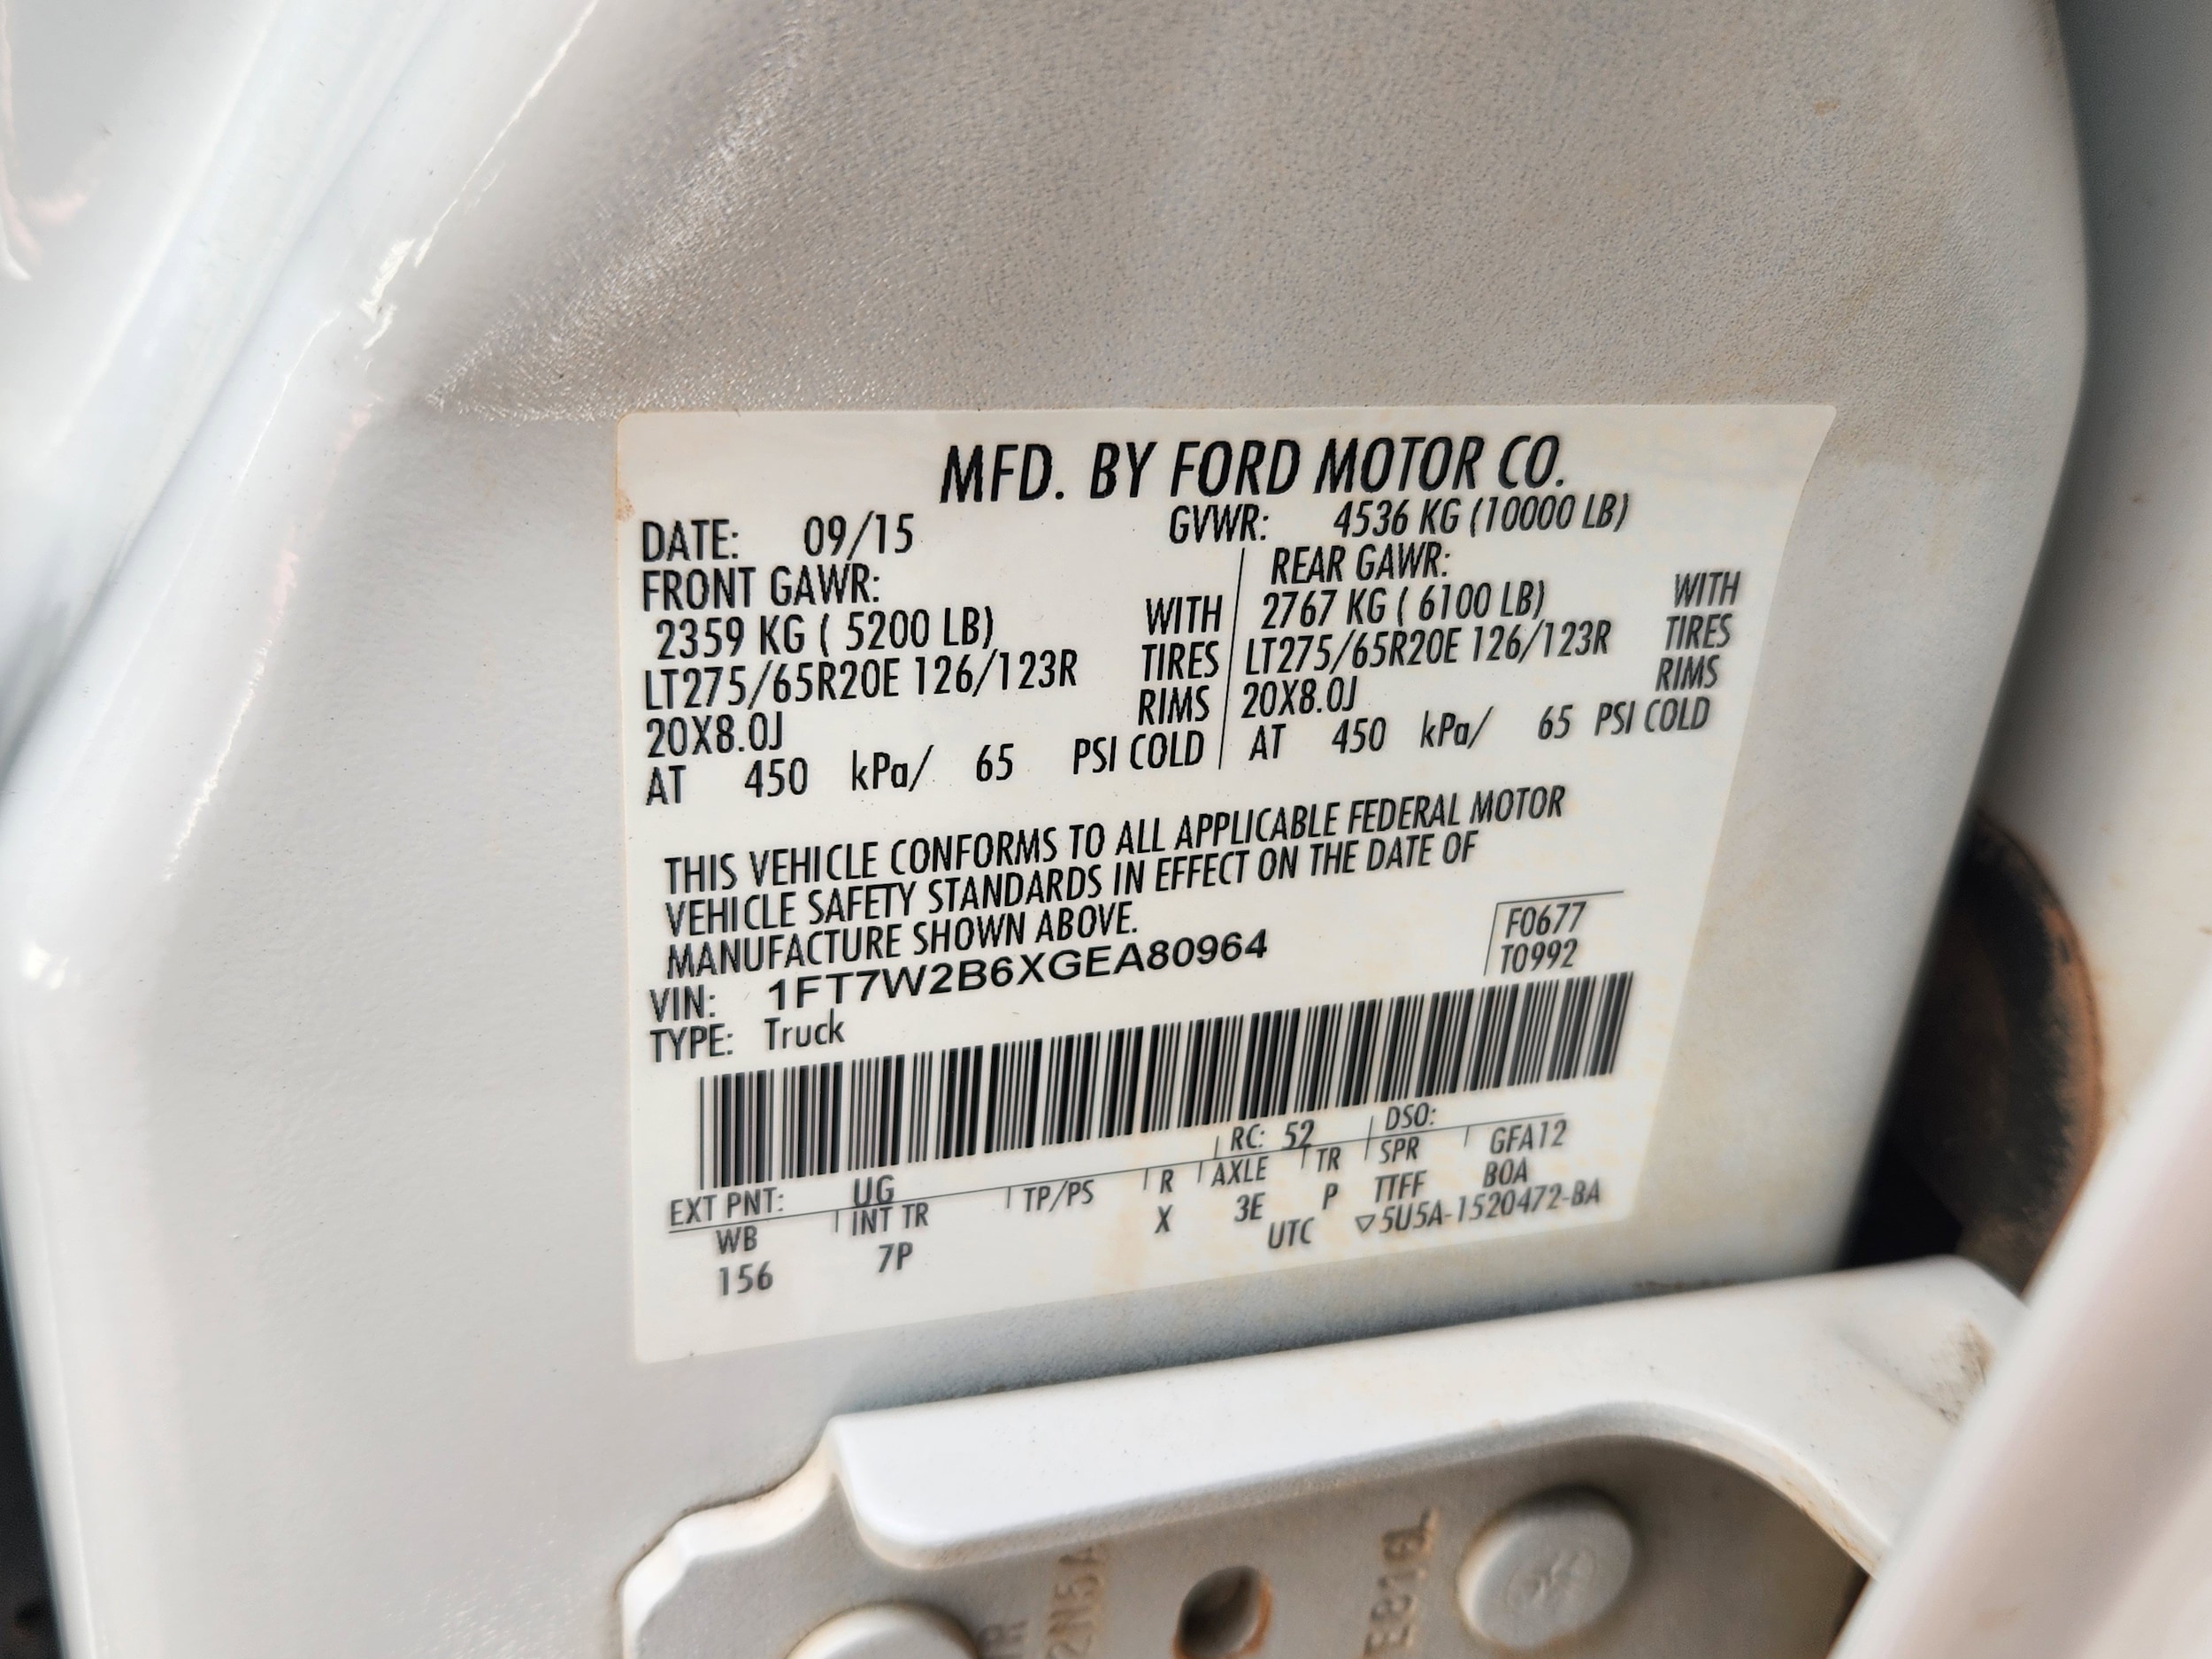 MFD. BY FORD MOTOR CO.
DATE: 09/15 GVWR: 4536 KG (10000 LB)
FRONT GAWR: REAR GAWR:
2359 KG ( 5200 LB) WITH 2767 KG ( 6100 LB) WITH
LT275/65R20E 126/123R TIRES LT275/65R20E 126/123R TIRES
20X8.0J RIMS 20X8.0J RIMS
AT 450 kPa/ 65 PSI COLD AT 450 kPa/ 65 PSI COLD
THIS VEHICLE CONFORMS TO ALL APPLICABLE FEDERAL MOTOR
VEHICLE SAFETY STANDARDS IN EFFECT ON THE DATE OF
MANUFACTURE SHOWN ABOVE.
VIN: 1FT7W2B6XGEA80964 F0677
TYPE: Truck T0992
EXT PNT: UG RC: 52 DSO:
WB INT TR TP/PS R AXLE TR SPR GFA12
156 7P X 3E P TTFF BOA
UTC ▽5U5A-1520472-BA